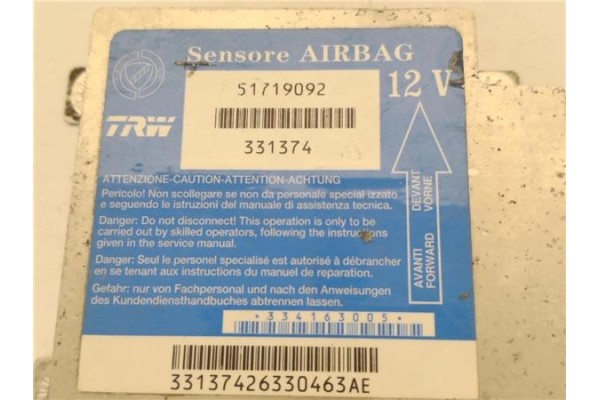 Sensore AIRBAG
51719092
12 V
TRW
331374
ATTENZIONE-CAUTION-ATTENTION-ACHTUNG
Pericolo! Non scollegare se non da personale special izzato
e seguendo le istruzioni del manuale di assistenza tecnica.
Danger: Do not disconnect! This operation is only to be
carried out by skilled operators, following the instructions
given in the service manual.
Danger: Seul le personel spécialisé est autorisé à débrancher
en se tenant aux instructions du manuel de reparation.
Gefahr: nur von Fachpersonal und nach den Anweisungen
des Kundendiensthandbuches abtrennen lassen.
AVANTI DEVANT
FORWARD VORNE
*334163005*
33137426330463AE